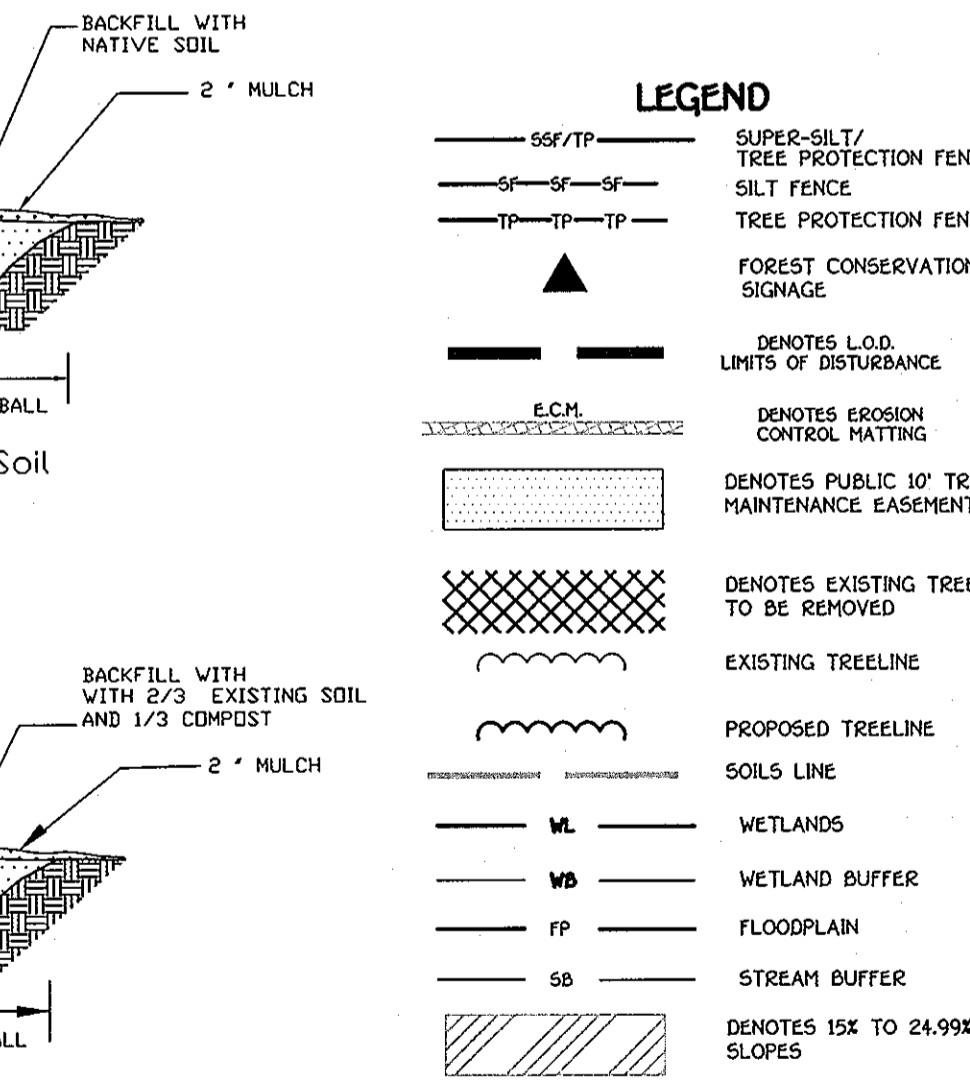 BACKFILL WITH
NATIVE SOIL
2 ' MULCH
BALL
Soil
BACKFILL WITH
WITH 2/3 EXISTING SOIL
AND 1/3 COMPOST
2 ' MULCH
ALL
LEGEND
SSF/TP
SUPER-SILT/
TREE PROTECTION FEN
SF SF SF
SILT FENCE
TP TP TP
TREE PROTECTION FEN
FOREST CONSERVATION
SIGNAGE
DENOTES L.O.D.
LIMITS OF DISTURBANCE
E.C.M.
DENOTES EROSION
CONTROL MATTING
DENOTES PUBLIC 10' TR
MAINTENANCE EASEMENT
DENOTES EXISTING TREE
TO BE REMOVED
EXISTING TREELINE
PROPOSED TREELINE
SOILS LINE
WL WETLANDS
WB WETLAND BUFFER
FP FLOODPLAIN
SB STREAM BUFFER
DENOTES 15% TO 24.99%
SLOPES